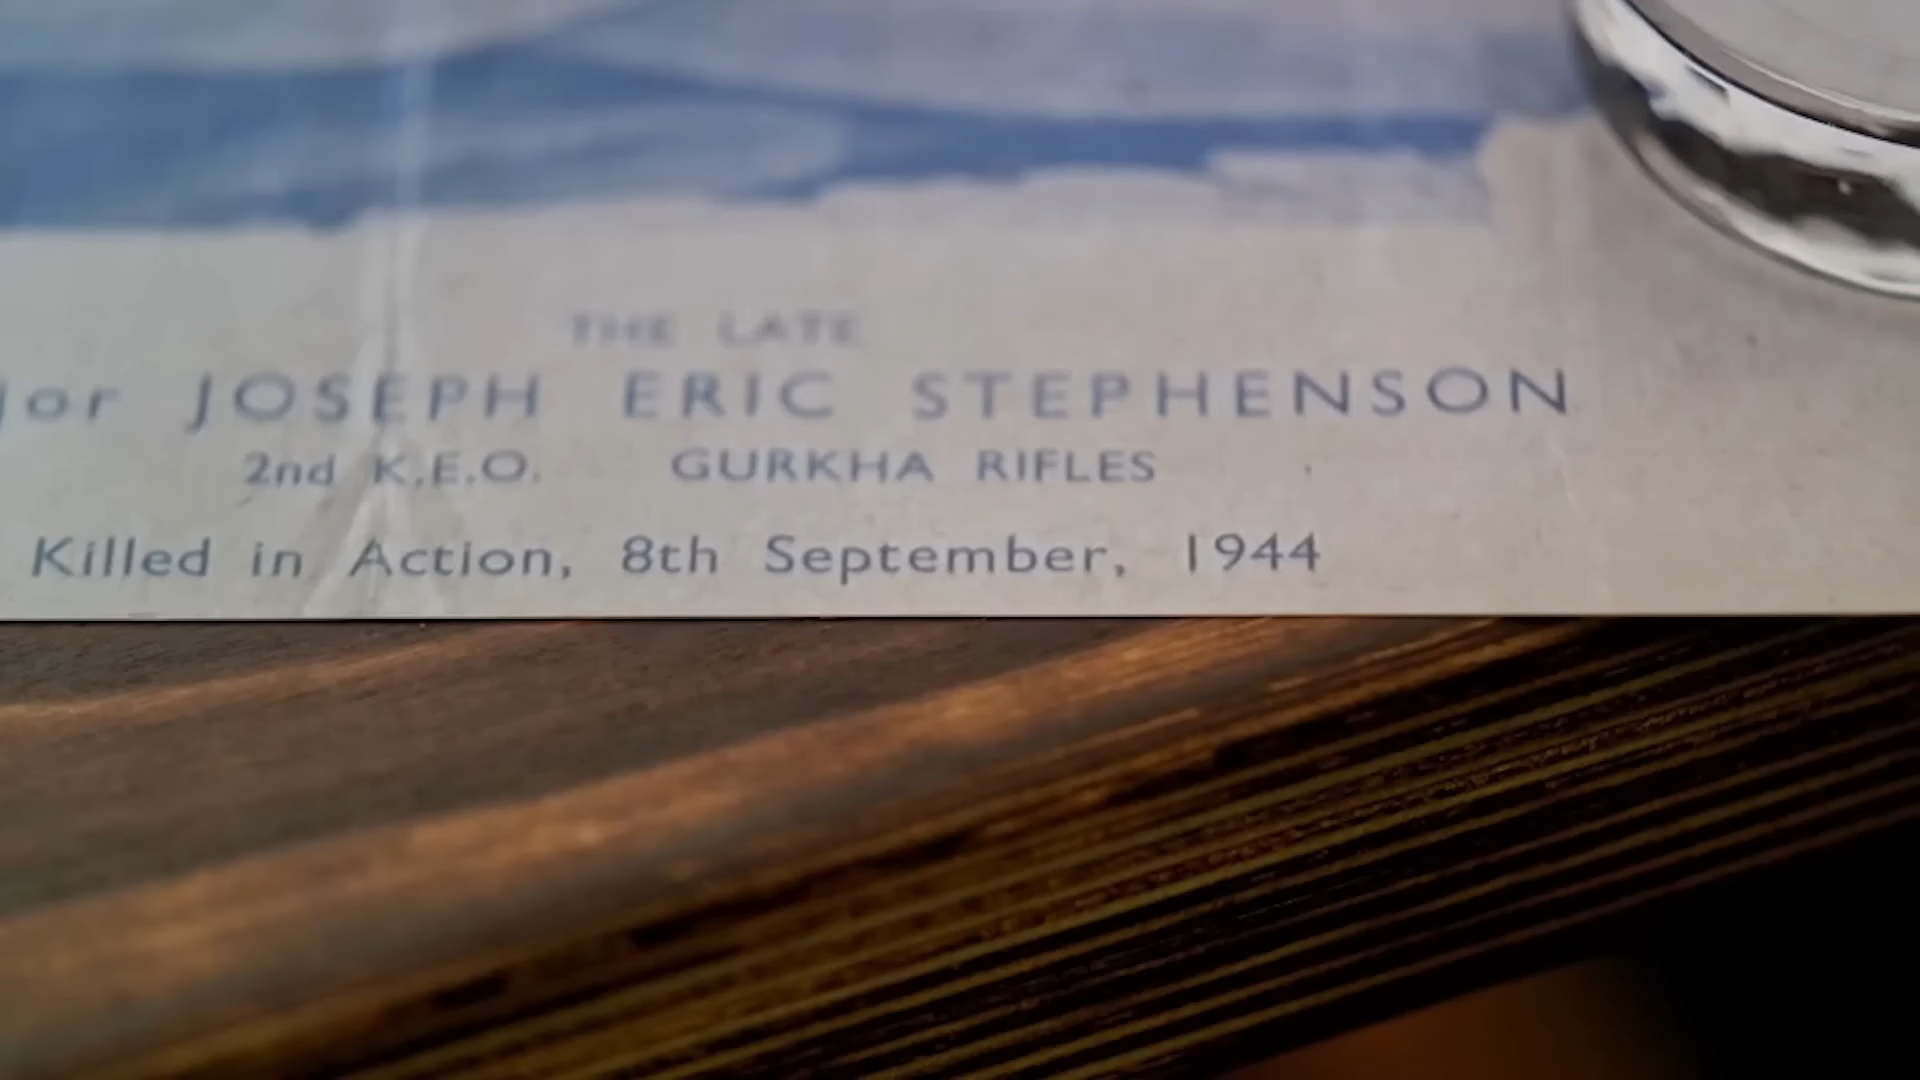 THE LATE
jor JOSEPH ERIC STEPHENSON
2nd K.E.O. GURKHA RIFLES
Killed in Action, 8th September, 1944